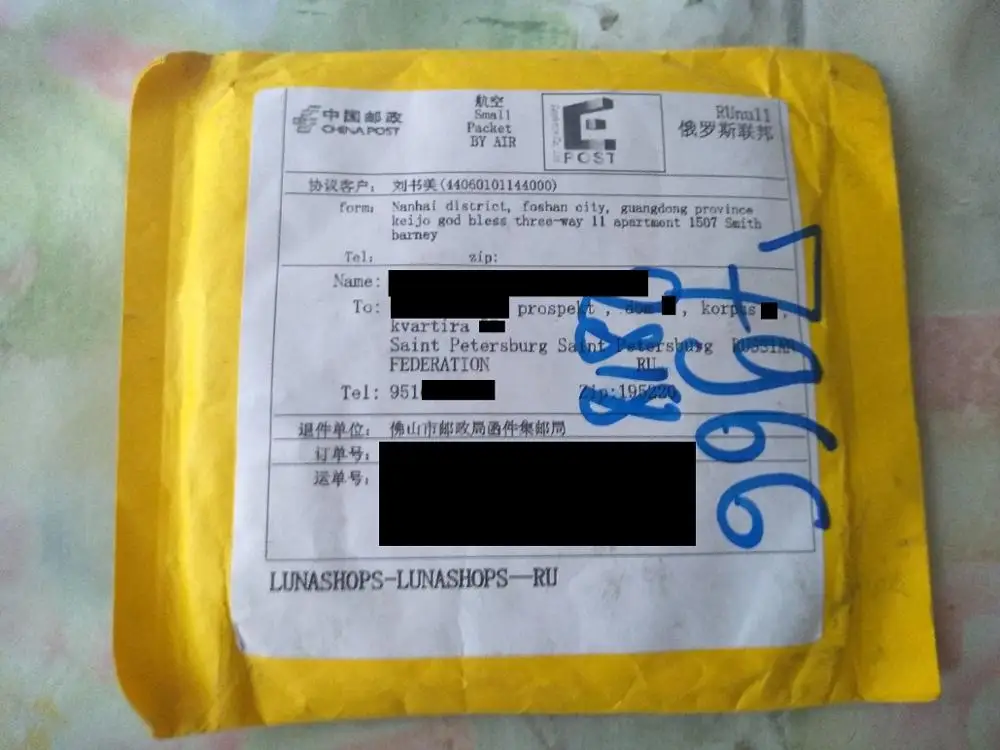 中国邮政
CHINA POST
航空
Small
Packet
BY AIR
POST
RUnull
俄罗斯联邦
协议客户: 刘书美(44060101144000)
form: Nanhai district, foshan city, guangdong province
keijo god bless three-way 11 apartment 1507 Smith
barney
Tel: zip:
Name:
To: prospekt , dom , korpus ,
kvartira
Saint Petersburg Saint Petersburg RUSSIAN
FEDERATION RU
Tel: 951 Zip:195220
退件单位: 佛山市邮政局函件集邮局
订单号:
运单号:
LUNASHOPS-LUNASHOPS--RU
7966